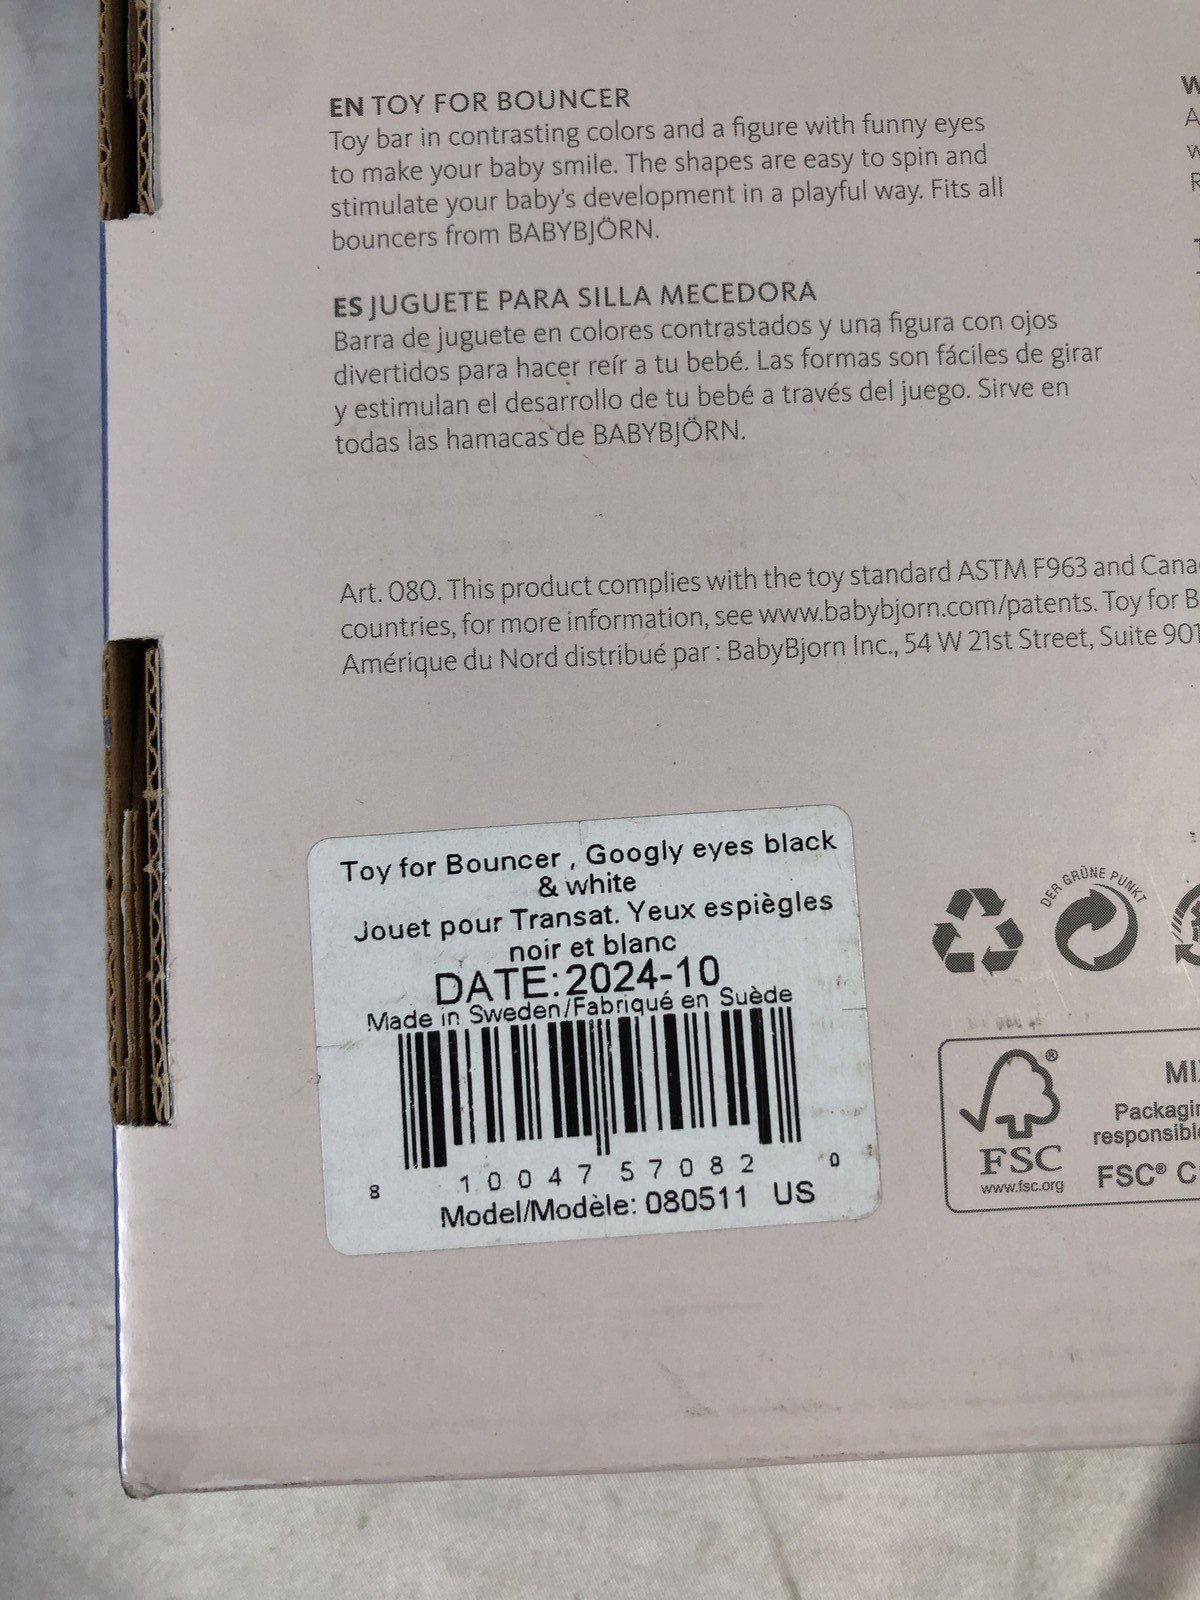 EN TOY FOR BOUNCER
Toy bar in contrasting colors and a figure with funny eyes
to make your baby smile. The shapes are easy to spin and
stimulate your baby's development in a playful way. Fits all
bouncers from BABYBJÖRN.
ES JUGUETE PARA SILLA MECEDORA
Barra de juguete en colores contrastados y una figura con ojos
divertidos para hacer reír a tu bebé. Las formas son fáciles de girar
y estimulan el desarrollo de tu bebé a través del juego. Sirve en
todas las hamacas de BABYBJÖRN.
Art. 080. This product complies with the toy standard ASTM F963 and
countries, for more information, see www.babybjorn.com/patents. Toy for
Amérique du Nord distribué par : BabyBjorn Inc., 54 W 21st Street, Suite 901
Toy for Bouncer , Googly eyes black
& white
Jouet pour Transat. Yeux espiègles
noir et blanc
DATE:2024-10
Made in Sweden/Fabriqué en Suède
8 10047 57082 0
Model/Modèle: 080511 US
DER GRÜNE PUNKT
FSC®
www.fsc.org
responsible
FSC®